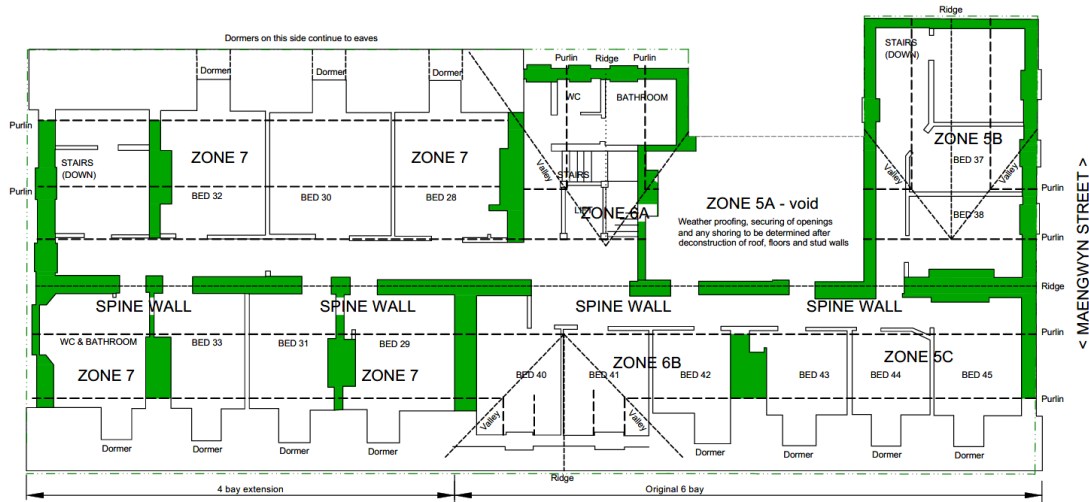 Ridge
Dormers on this side continue to eaves
Purlin
Ridge
Purlin
STAIRS
(DOWN)
Dormer
Dormer
Dormer
WC
BATHROOM
Purlin
ZONE 7
ZONE 7
ZONE 5B
BED 37
STAIRS
(DOWN)
Valley
STAIRS
Valley
Valley
Purlin
BED 32
BED 30
BED 28
Purlin
LIFT
ZONE 6A
ZONE 5A - void
Weather proofing, securing of openings
and any shoring to be determined after
deconstruction of roof, floors and stud walls
BED 38
Purlin
< MAENGWYN STREET >
Ridge
SPINE WALL
SPINE WALL
SPINE WALL
SPINE WALL
Purlin
WC & BATHROOM
BED 33
BED 31
BED 29
ZONE 6B
ZONE 5C
ZONE 7
ZONE 7
BED 40
BED 41
BED 42
BED 43
BED 44
BED 45
Purlin
Valley
Valley
Dormer
Dormer
Dormer
Dormer
Dormer
Dormer
Dormer
Ridge
4 bay extension
Original 6 bay